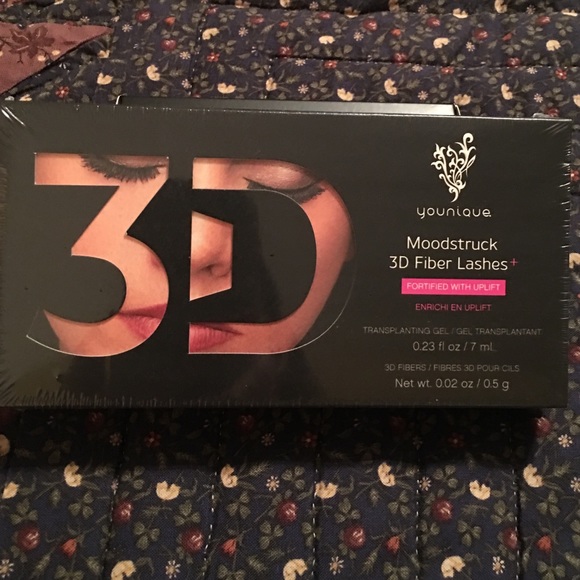 3D
younique
Moodstruck
3D Fiber Lashes+
FORTIFIED WITH UPLIFT
ENRICHI EN UPLIFT
TRANSPLANTING GEL / GEL TRANSPLANTANT
0.23 fl oz / 7 ml.
3D FIBERS / FIBRES 3D POUR CILS
Net wt. 0.02 oz / 0.5 g